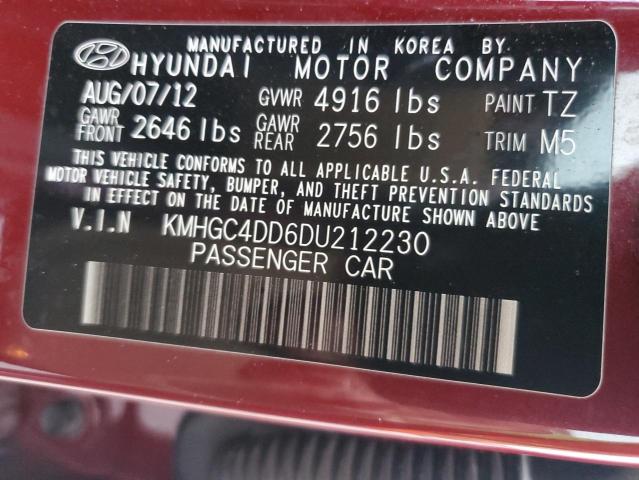 MANUFACTURED IN KOREA BY
HYUNDAI MOTOR COMPANY
AUG/07/12 GVWR 4916 lbs PAINT TZ
GAWR FRONT 2646 lbs GAWR REAR 2756 lbs TRIM M5
THIS VEHICLE CONFORMS TO ALL APPLICABLE U.S.A. FEDERAL
MOTOR VEHICLE SAFETY, BUMPER, AND THEFT PREVENTION STANDARDS
IN EFFECT ON THE DATE OF MANUFACTURE SHOWN ABOVE
V.I.N KMHGC4DD6DU212230
PASSENGER CAR